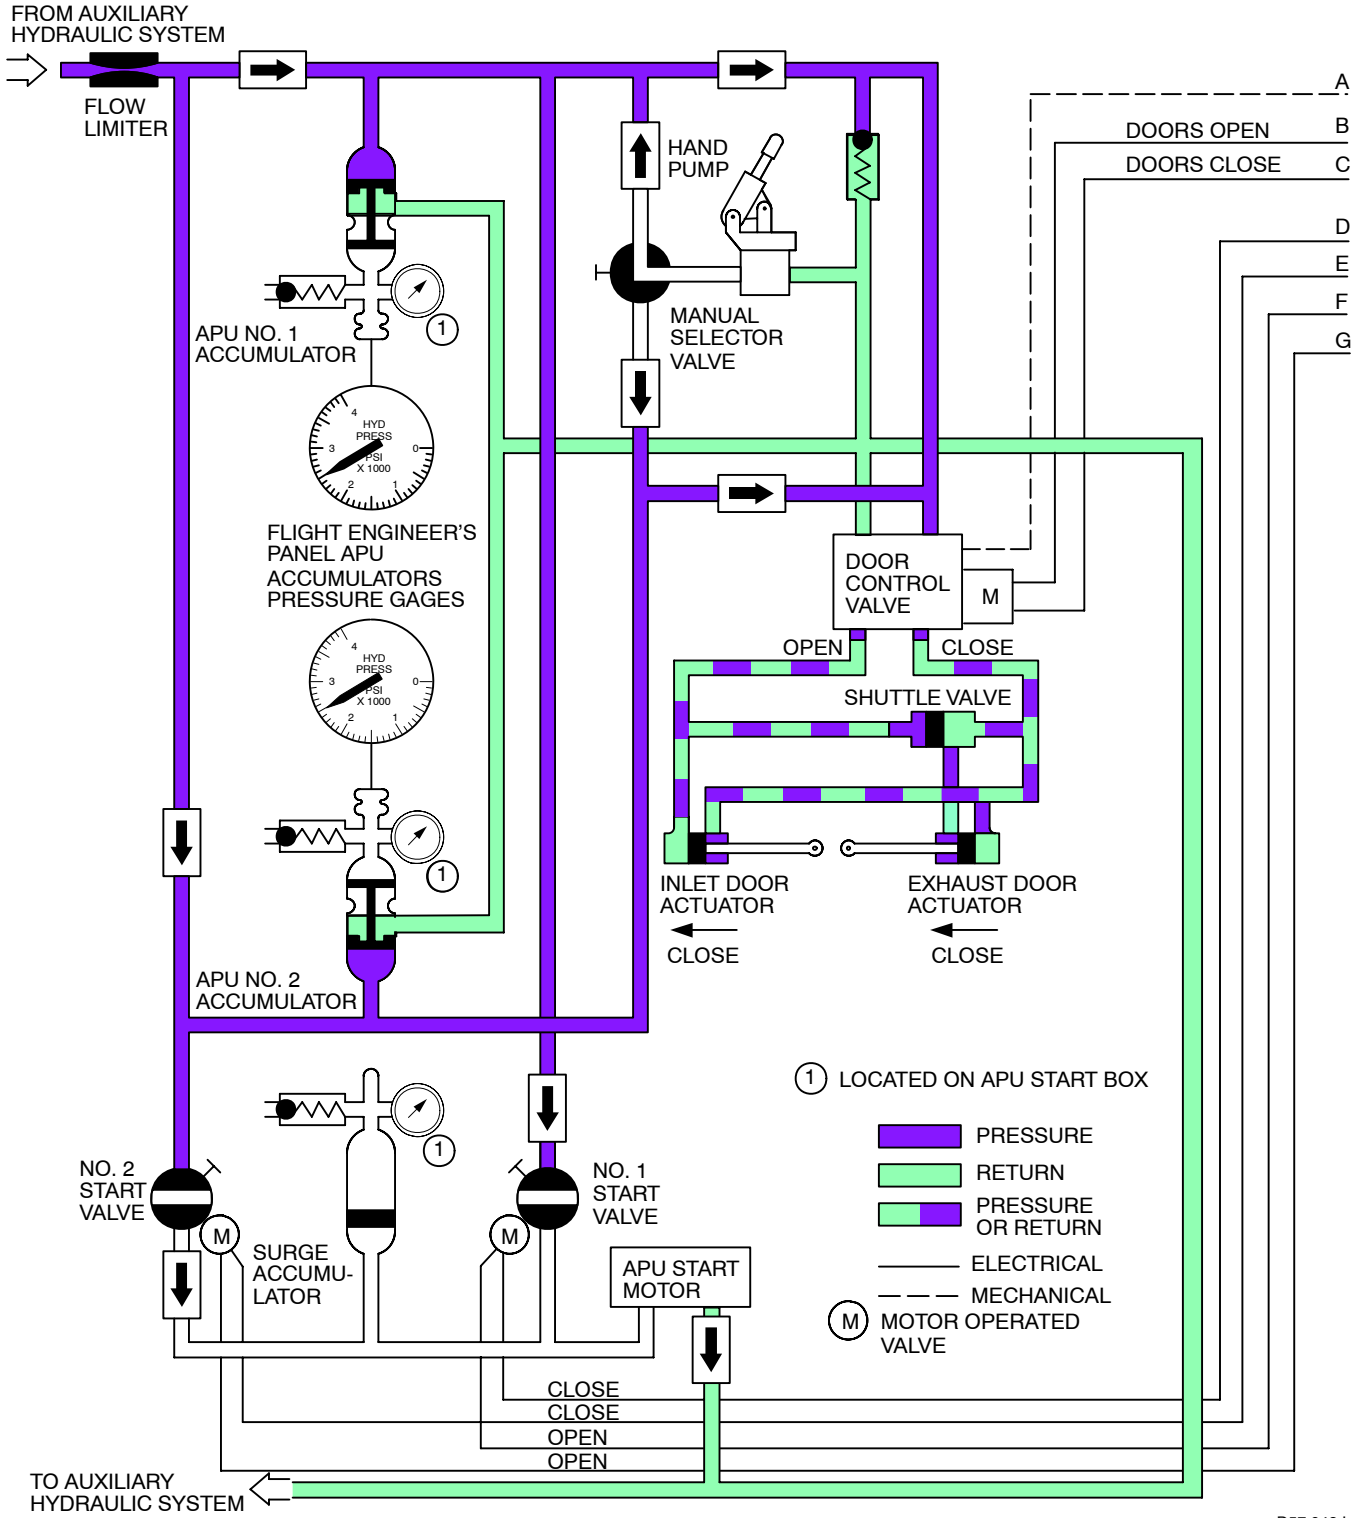 FROM AUXILIARY
HYDRAULIC SYSTEM
FLOW
LIMITER
HAND
PUMP
A
DOORS OPEN B
DOORS CLOSE C
D
E
F
G
MANUAL
SELECTOR
VALVE
1
APU NO. 1
ACCUMULATOR
4
HYD
PRESS
3
0
PSI
X 1000
2
1
FLIGHT ENGINEER'S
PANEL APU
ACCUMULATORS
PRESSURE GAGES
4
HYD
PRESS
3
0
PSI
X 1000
2
1
DOOR
CONTROL
VALVE
M
OPEN
CLOSE
SHUTTLE VALVE
1
INLET DOOR
ACTUATOR
CLOSE
EXHAUST DOOR
ACTUATOR
CLOSE
APU NO. 2
ACCUMULATOR
1 LOCATED ON APU START BOX
PRESSURE
RETURN
PRESSURE
OR RETURN
ELECTRICAL
MECHANICAL
M MOTOR OPERATED
VALVE
1
NO. 2
START
VALVE
M
SURGE
ACCUMU-
LATOR
M
NO. 1
START
VALVE
APU START
MOTOR
CLOSE
CLOSE
OPEN
OPEN
TO AUXILIARY
HYDRAULIC SYSTEM